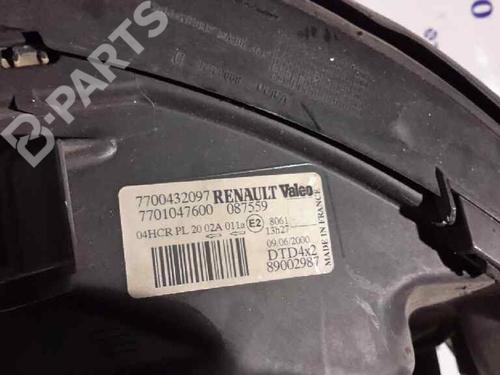 B-PARTS
7700432097 RENAULT Valeo
7701047600 087559
04HCR PL 20 02A 011a E2 8061
13h27
09/06/2000
DTD4x2
89002987
MADE IN FRANCE